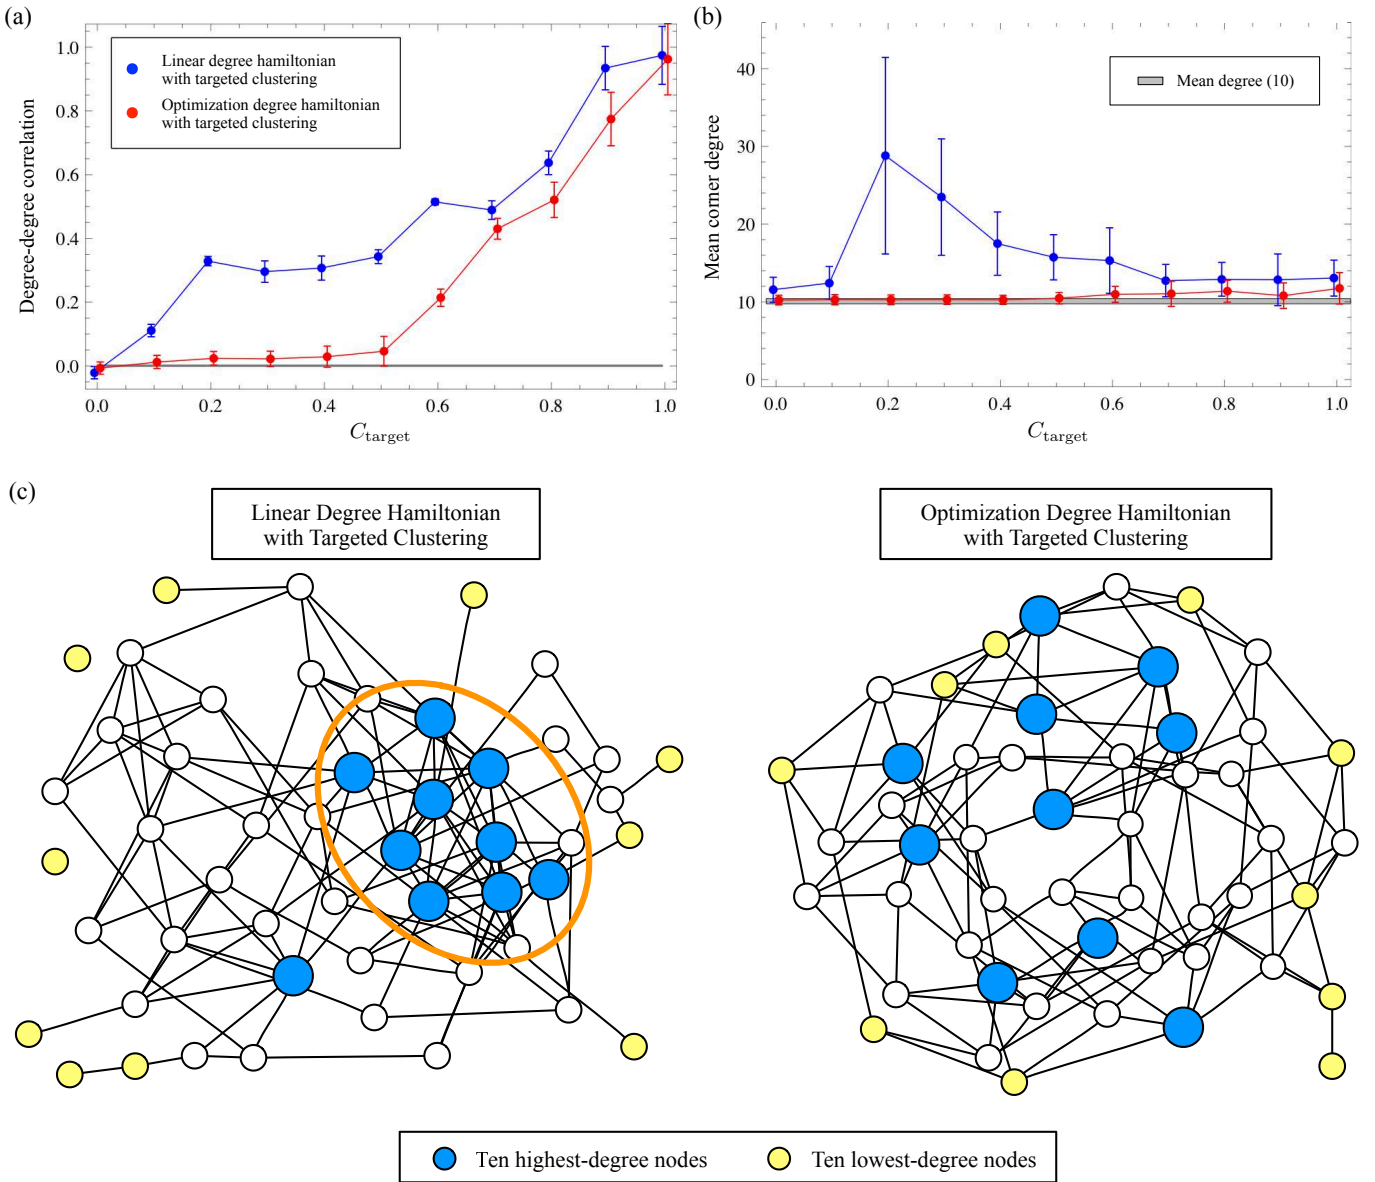 (a)
1.0
0.8
0.6
0.4
0.2
0.0
Degree-degree correlation
Linear degree hamiltonian
with targeted clustering
Optimization degree hamiltonian
with targeted clustering
0.0 0.2 0.4 0.6 0.8 1.0
C_target
(b)
40
30
20
10
0
Mean corner degree
Mean degree (10)
0.0 0.2 0.4 0.6 0.8 1.0
C_target
(c)
Linear Degree Hamiltonian
with Targeted Clustering
Optimization Degree Hamiltonian
with Targeted Clustering
Ten highest-degree nodes
Ten lowest-degree nodes